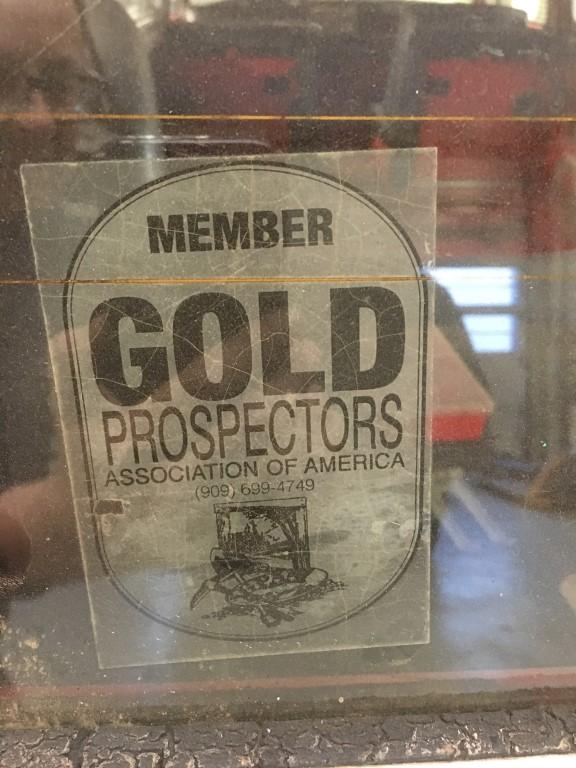 MEMBER
GOLD
PROSPECTORS
ASSOCIATION OF AMERICA
(909) 699-4749